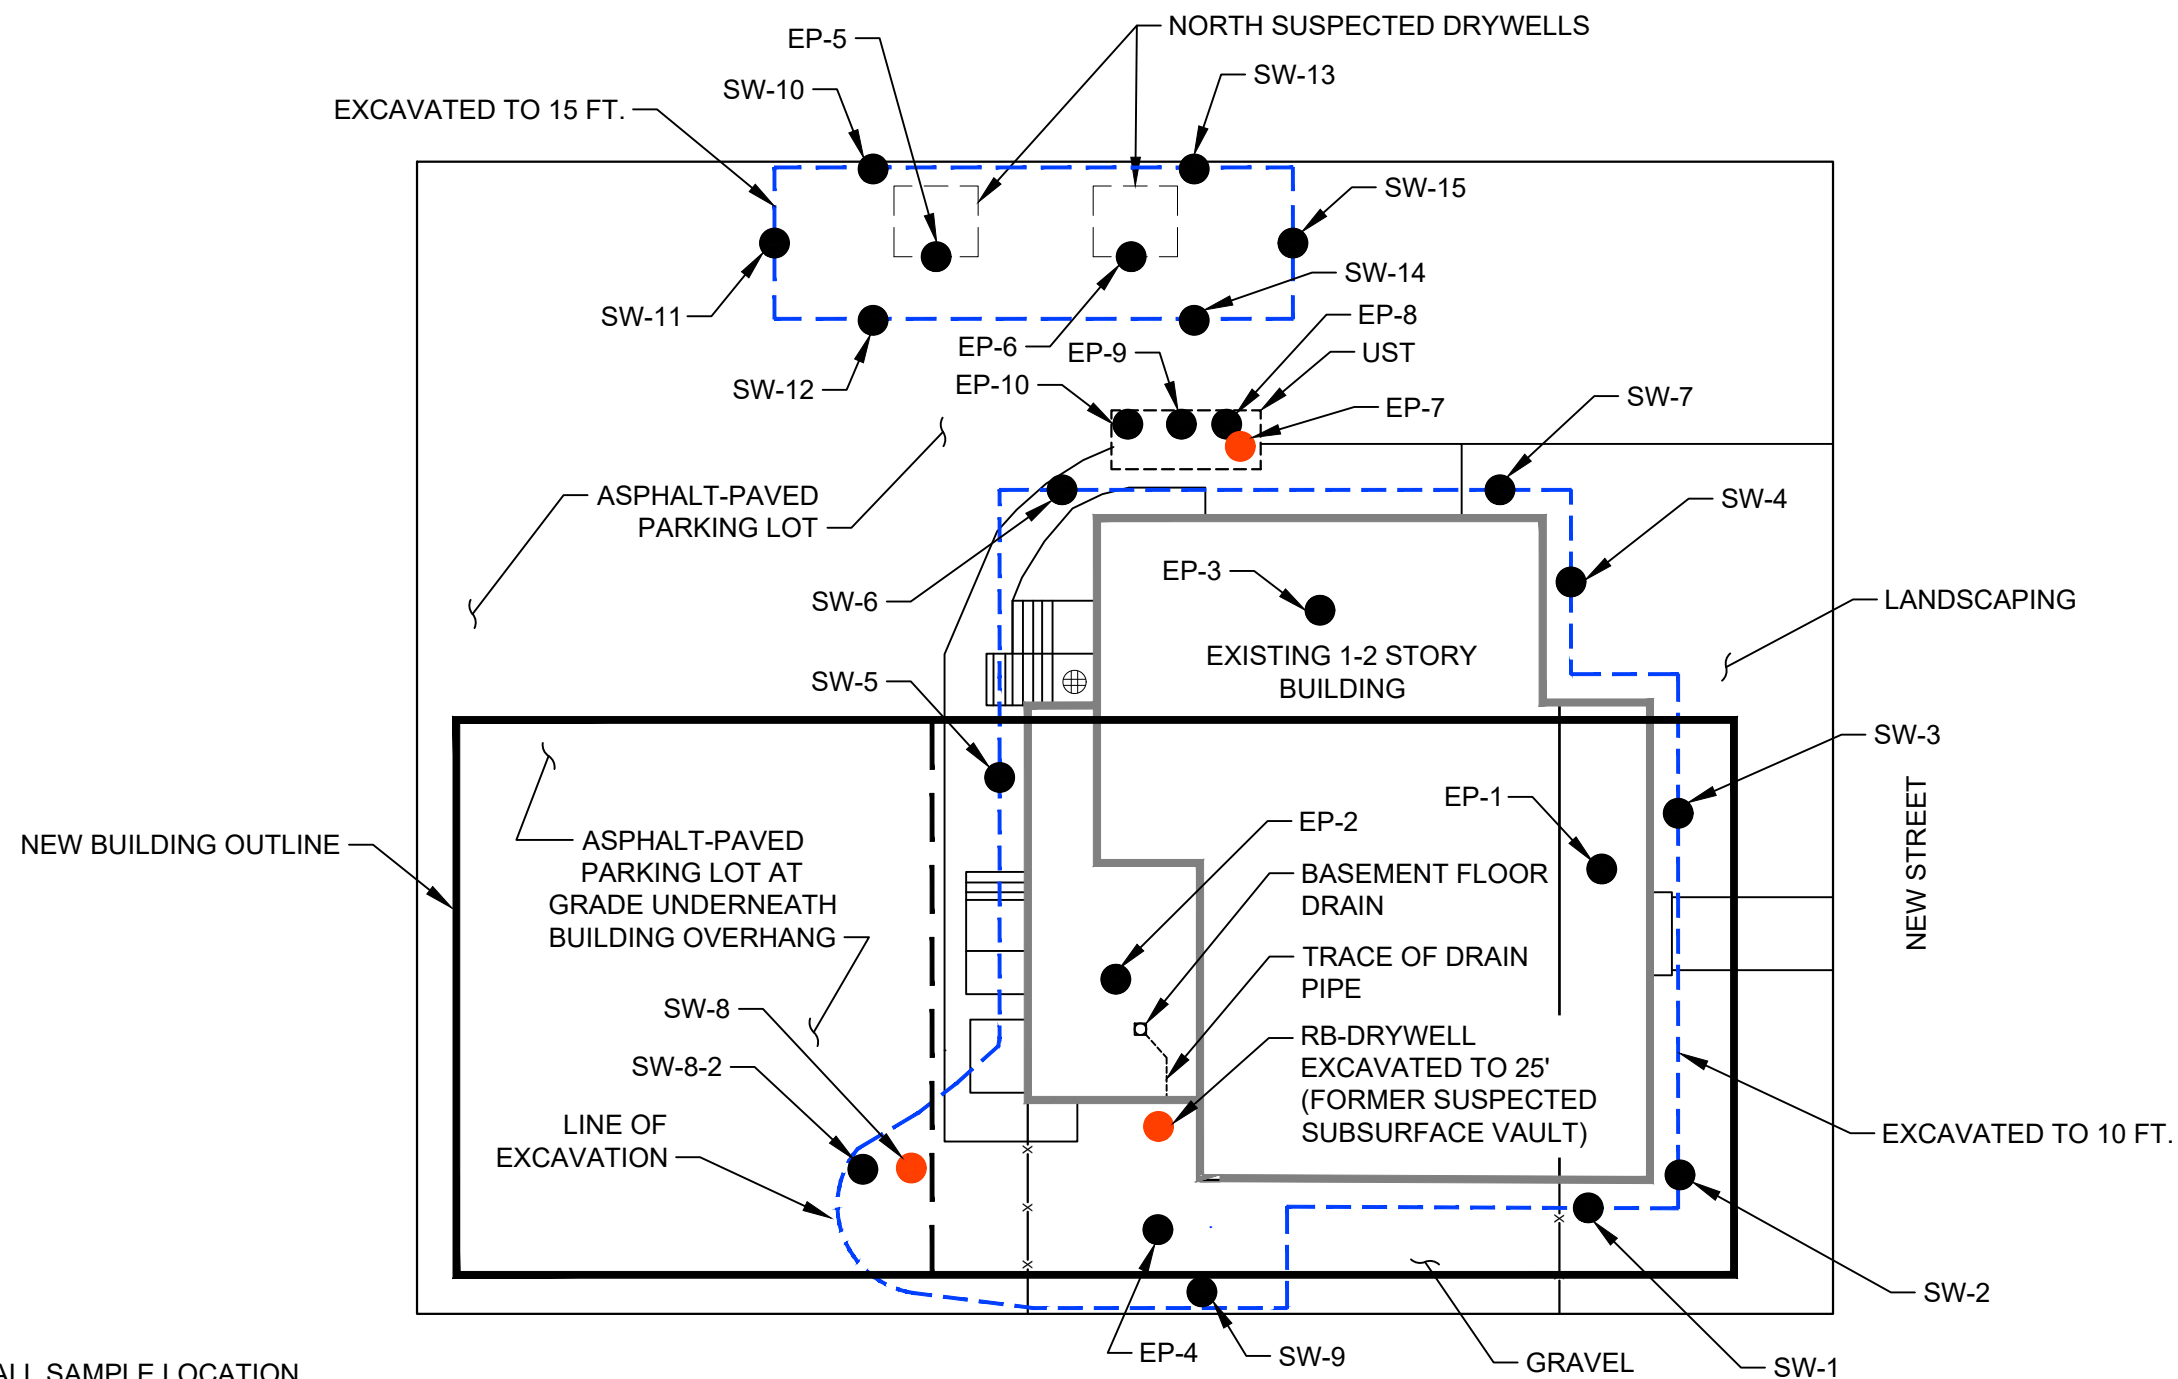 NORTH SUSPECTED DRYWELLS
EP-5
SW-13
SW-10
EXCAVATED TO 15 FT.
SW-15
SW-14
SW-11
EP-8
EP-6
EP-9
UST
EP-10
SW-12
SW-7
EP-7
ASPHALT-PAVED
PARKING LOT
SW-4
EP-3
SW-6
LANDSCAPING
EXISTING 1-2 STORY
BUILDING
SW-5
SW-3
NEW STREET
EP-1
EP-2
NEW BUILDING OUTLINE
ASPHALT-PAVED
PARKING LOT AT
GRADE UNDERNEATH
BUILDING OVERHANG
BASEMENT FLOOR
DRAIN
TRACE OF DRAIN
PIPE
SW-8
RB-DRYWELL
EXCAVATED TO 25'
(FORMER SUSPECTED
SUBSURFACE VAULT)
SW-8-2
LINE OF
EXCAVATION
EXCAVATED TO 10 FT.
SW-2
EP-4
SW-9
GRAVEL
SW-1
ALL SAMPLE LOCATION